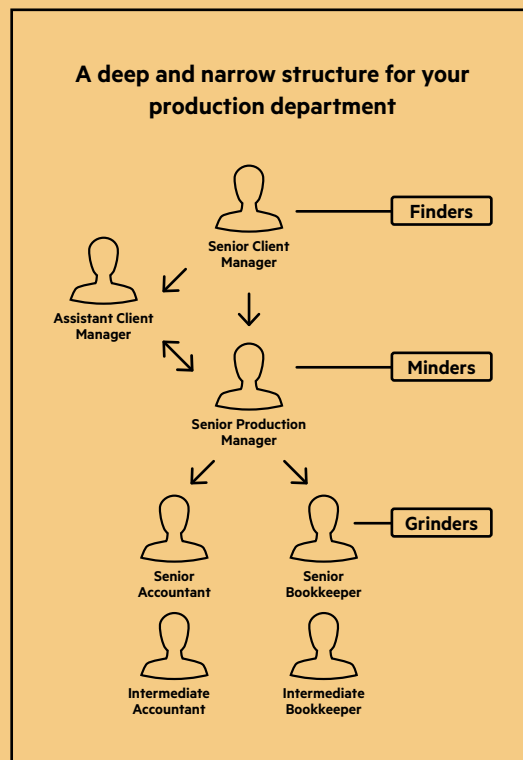 A deep and narrow structure for your
production department
Finders
Senior Client
Manager
Assistant Client
Manager
Minders
Senior Production
Manager
Grinders
Senior
Accountant
Senior
Bookkeeper
Intermediate
Accountant
Intermediate
Bookkeeper